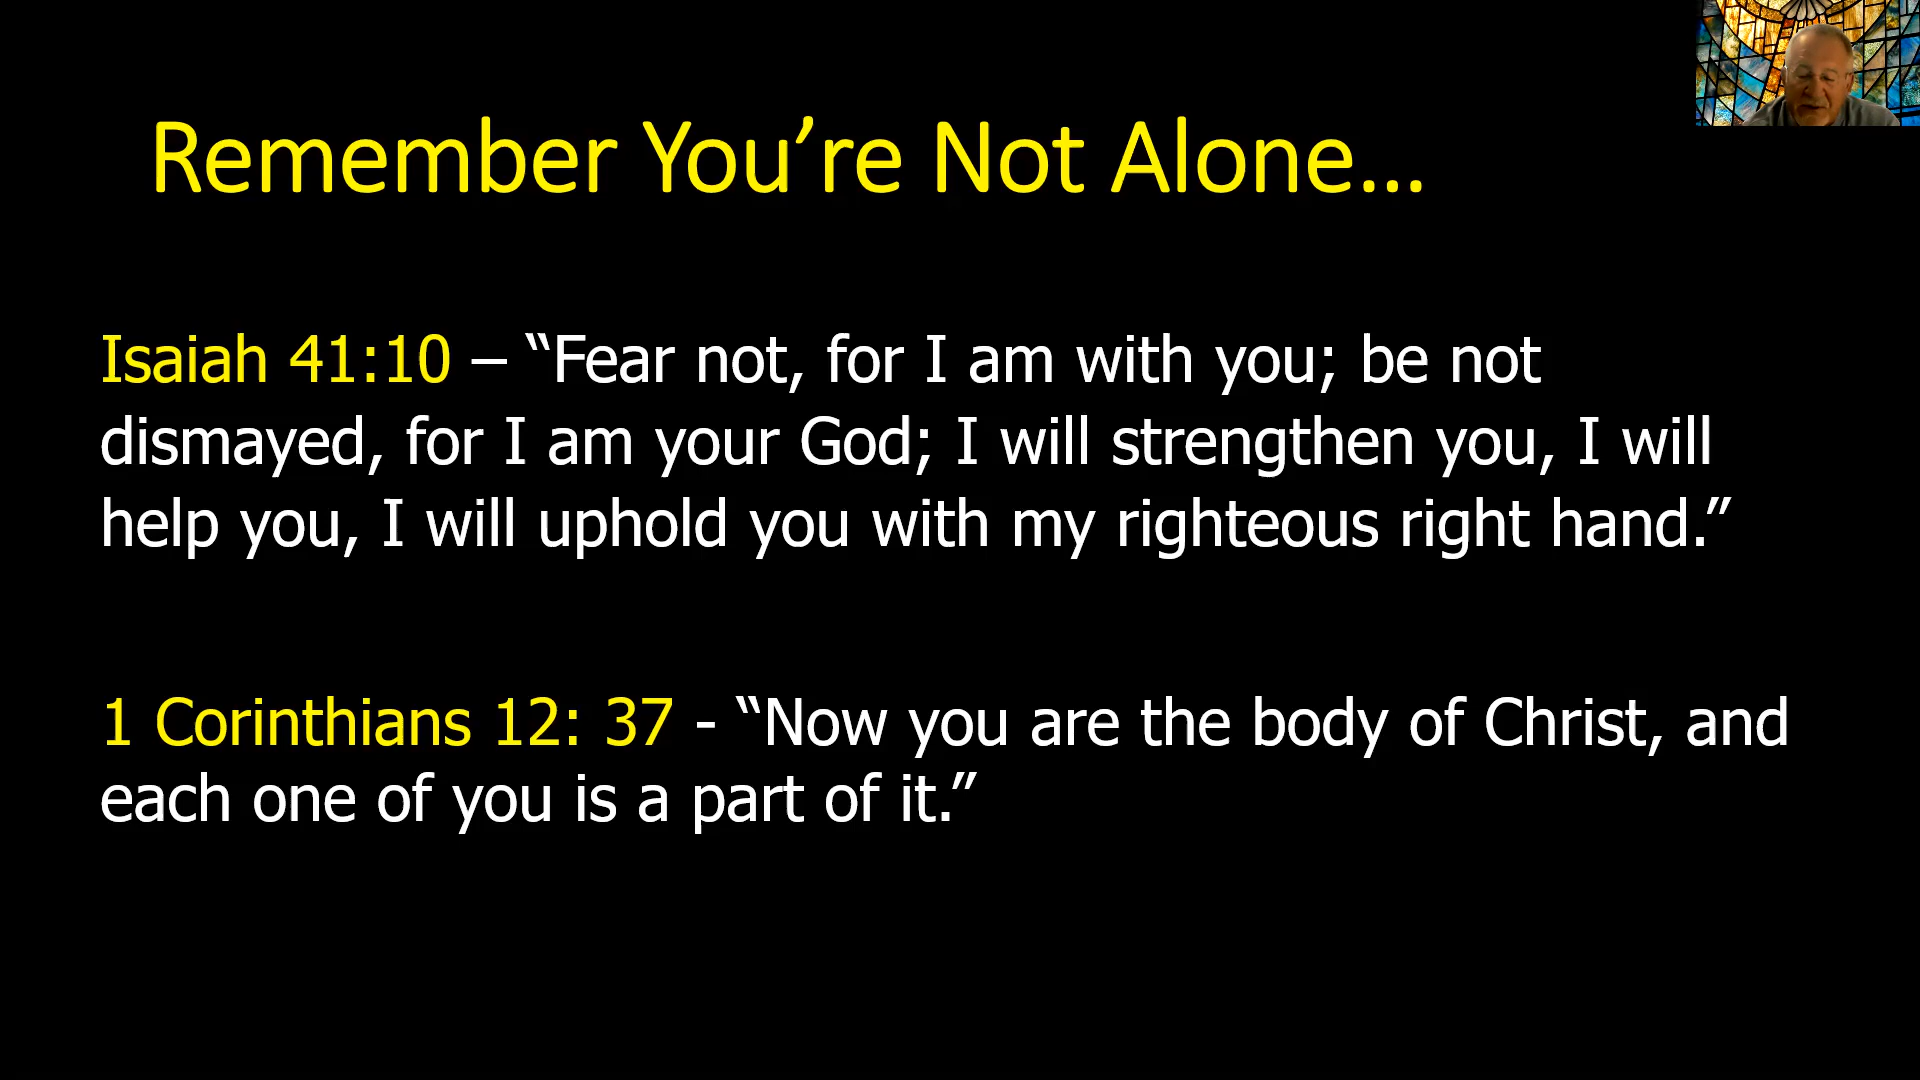 Remember You’re Not Alone...
Isaiah 41:10 – “Fear not, for I am with you; be not
dismayed, for I am your God; I will strengthen you, I will
help you, I will uphold you with my righteous right hand.”
1 Corinthians 12: 37 - “Now you are the body of Christ, and
each one of you is a part of it.”